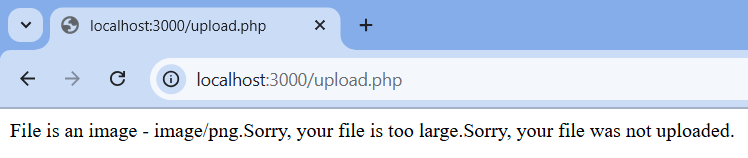 localhost:3000/upload.php
localhost:3000/upload.php
File is an image - image/png.Sorry, your file is too large.Sorry, your file was not uploaded.